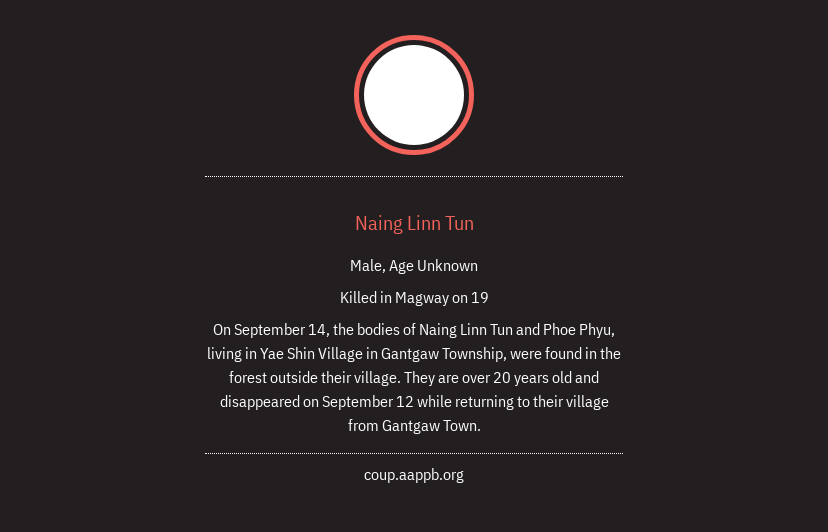 Naing Linn Tun
Male, Age Unknown
Killed in Magway on 19
On September 14, the bodies of Naing Linn Tun and Phoe Phyu,
living in Yae Shin Village in Gantgaw Township, were found in the
forest outside their village. They are over 20 years old and
disappeared on September 12 while returning to their village
from Gantgaw Town.
coup.aappb.org